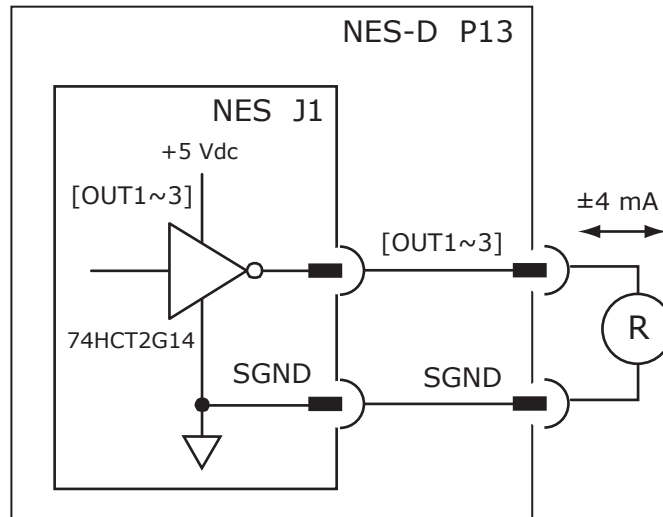 NES-D P13
NES J1
+5 Vdc
[OUT1~3]
[OUT1~3]
±4 mA
R
74HCT2G14
SGND
SGND